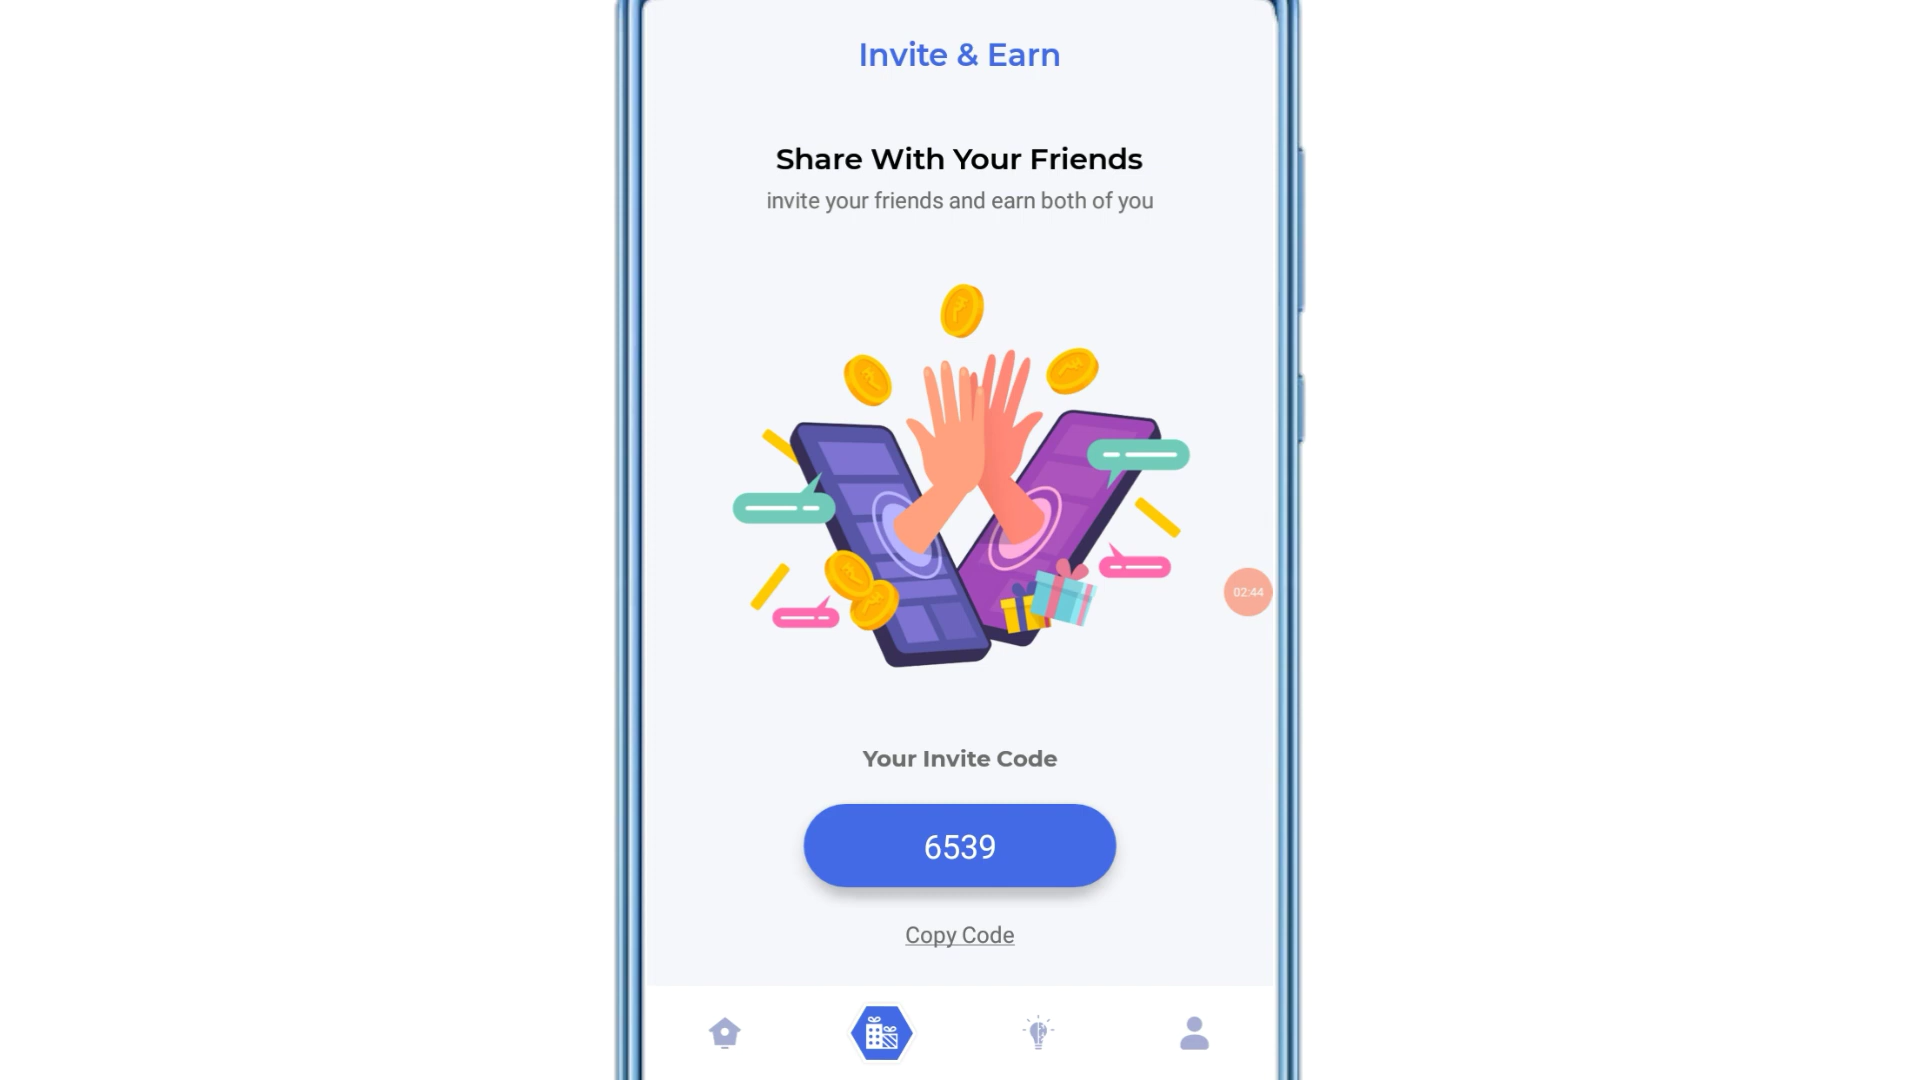 Invite & Earn
Share With Your Friends
invite your friends and earn both of you
02:44
Your Invite Code
6539
Copy Code